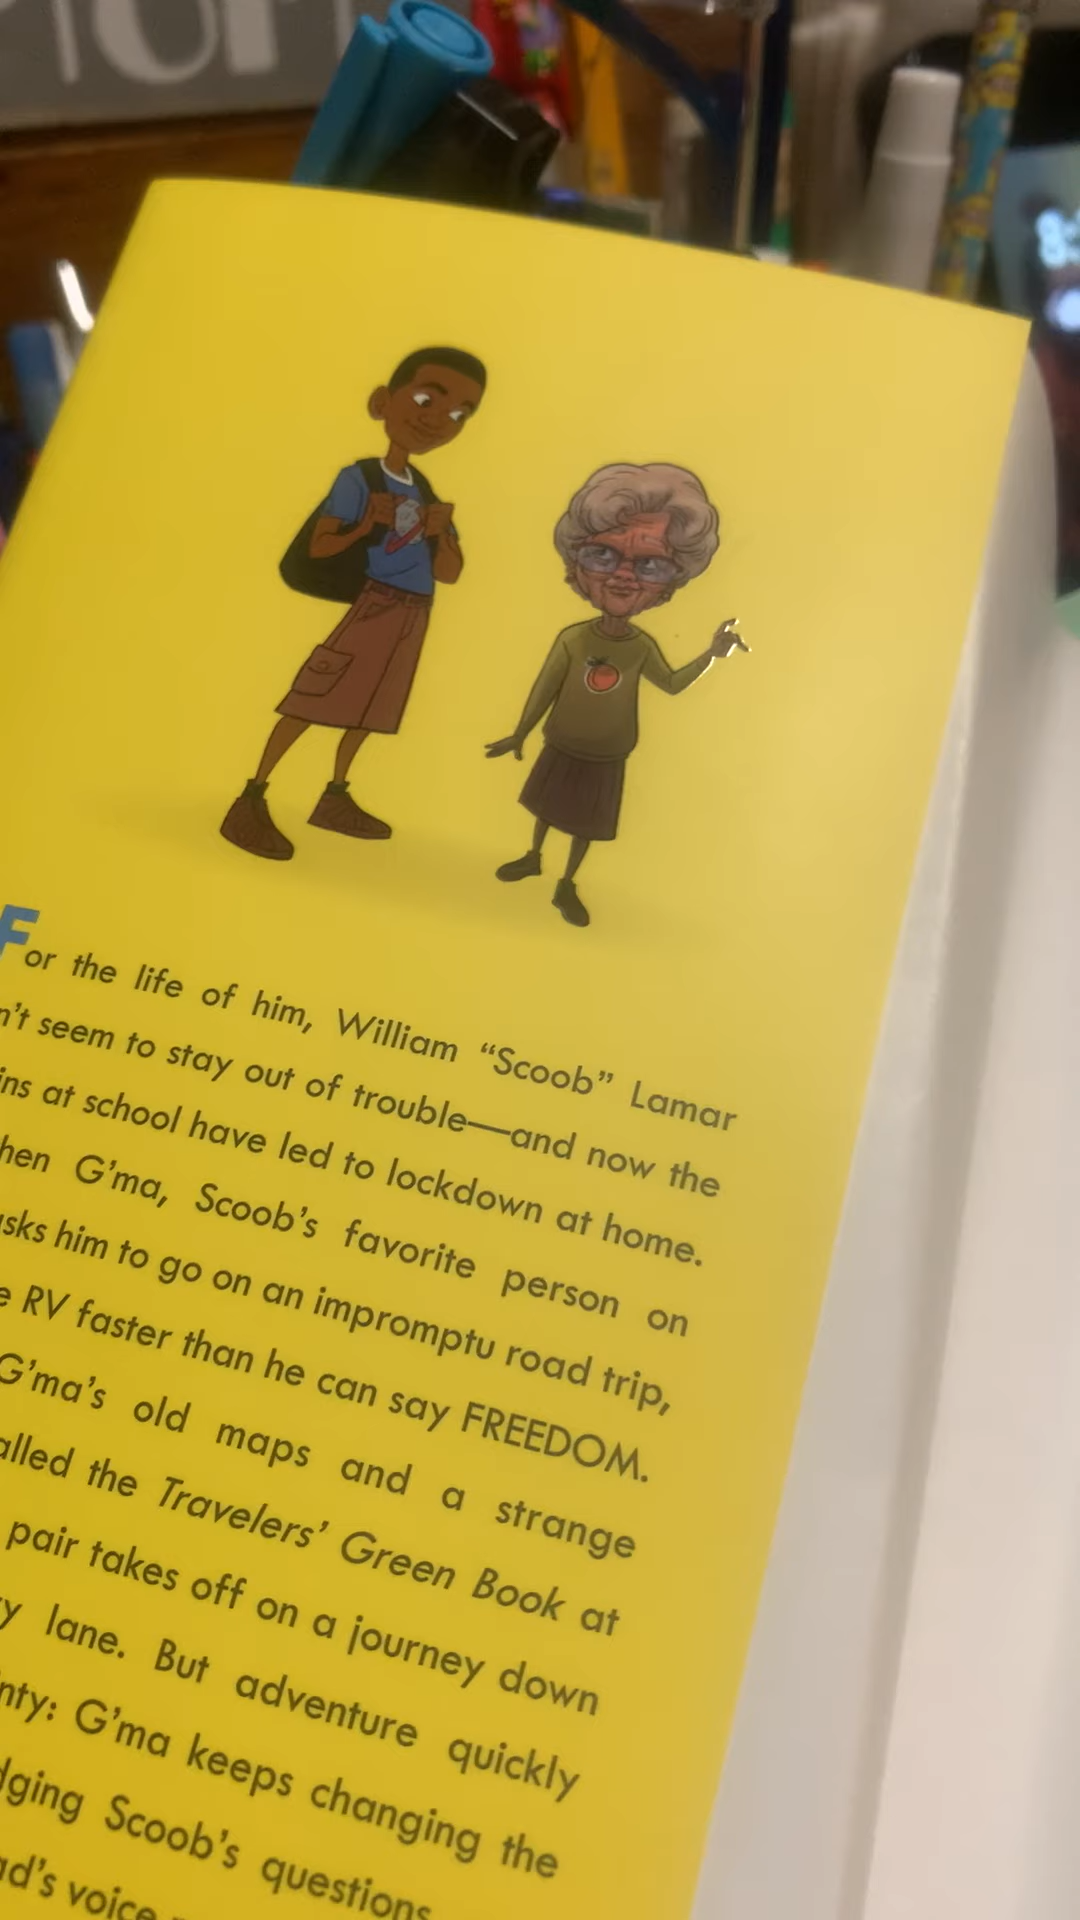 For the life of him, William “Scoob” Lamar
n’t seem to stay out of trouble—and now the
ins at school have led to lockdown at home.
hen G’ma, Scoob’s favorite person on
sks him to go on an impromptu road trip,
e RV faster than he can say FREEDOM.
G’ma’s old maps and a strange
alled the Travelers’ Green Book at
pair takes off on a journey down
y lane. But adventure quickly
nty: G’ma keeps changing the
dging Scoob’s questions
ad’s voice